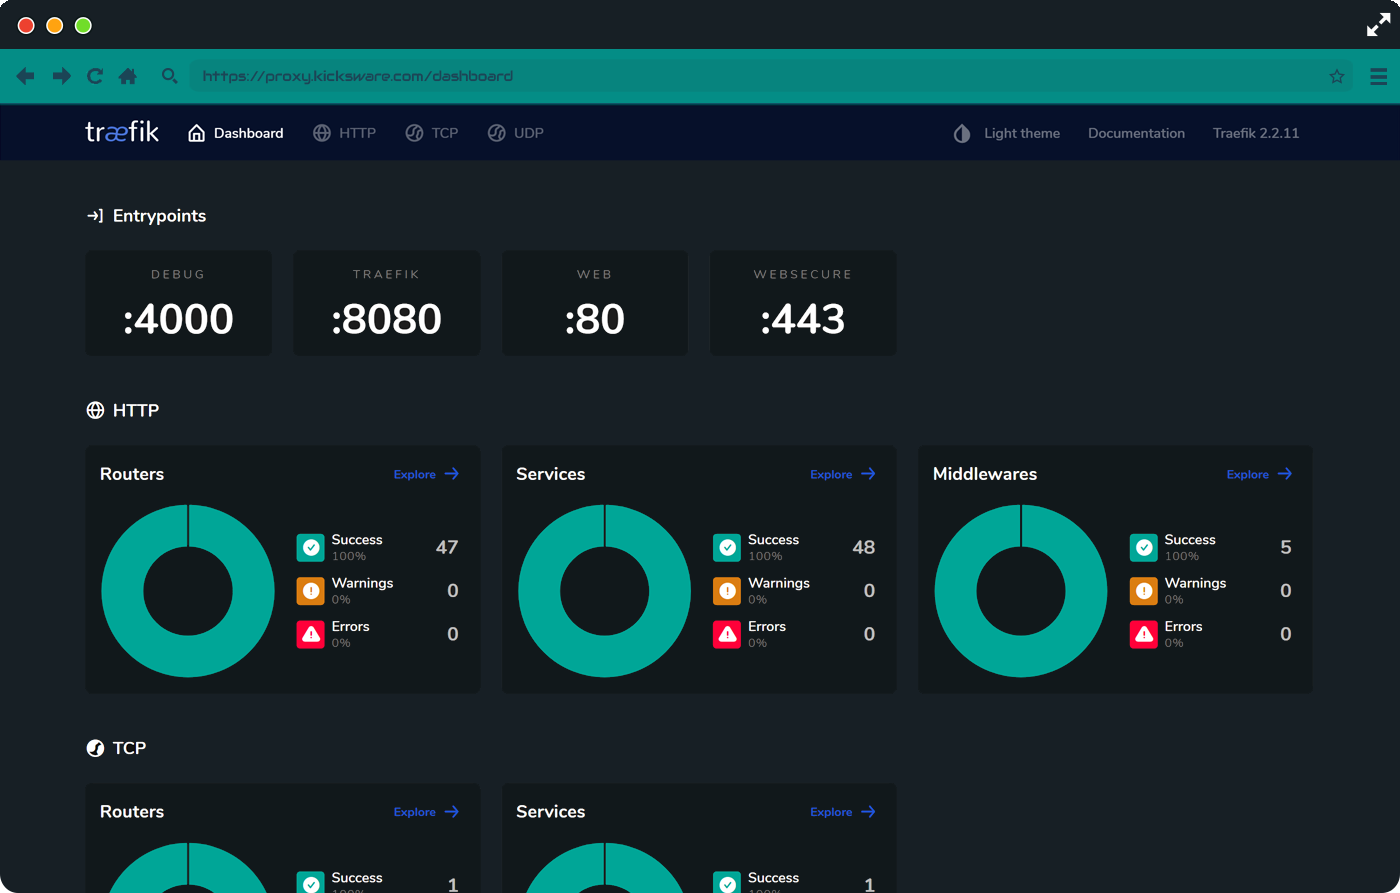 https://proxy.kicksware.com/dashboard
træfik Dashboard HTTP TCP UDP Light theme Documentation Traefik 2.2.11
Entrypoints
DEBUG TRAEFIK WEB WEBSECURE
:4000 :8080 :80 :443
HTTP
Routers Explore Services Explore Middlewares Explore
Success 47 Success 48 Success 5
100% 100% 100%
Warnings 0 Warnings 0 Warnings 0
0% 0% 0%
Errors 0 Errors 0 Errors 0
0% 0% 0%
TCP
Routers Explore Services Explore
Success 1 Success 1
100% 100%